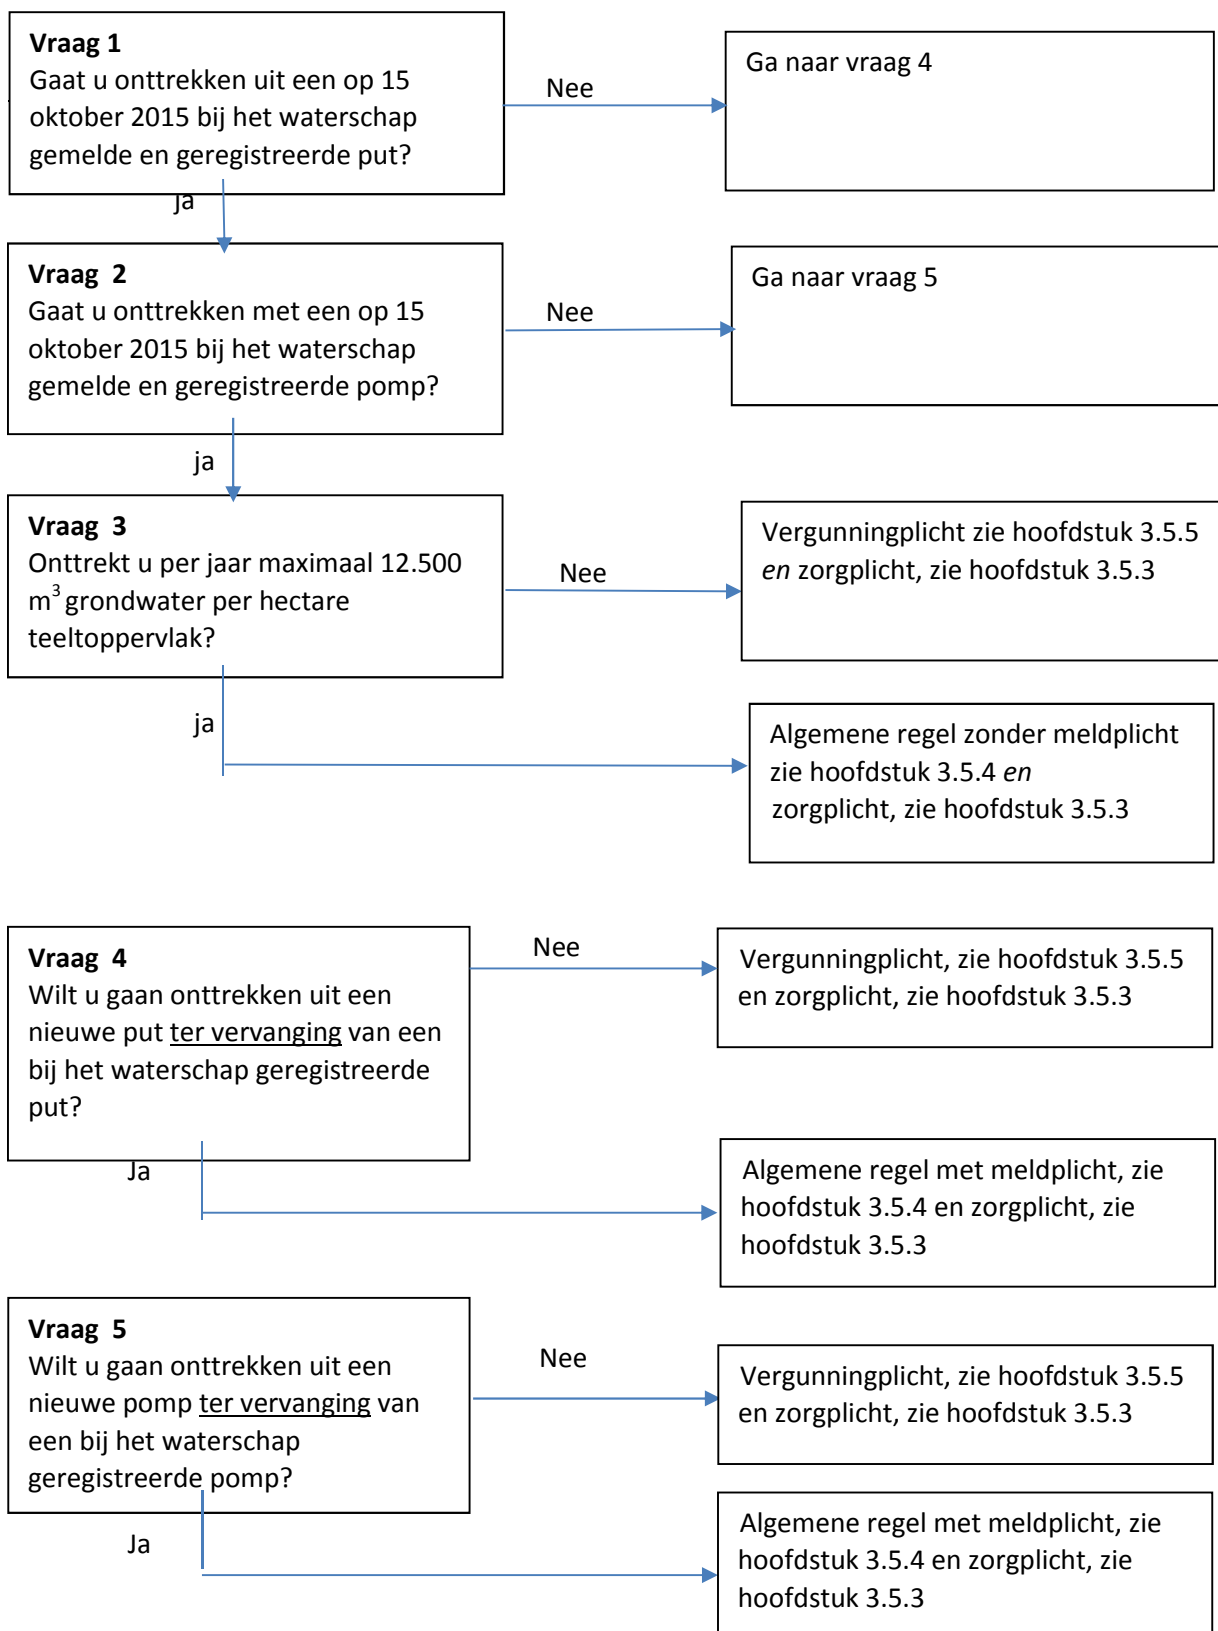 Vraag 1
Gaat u onttrekken uit een op 15
oktober 2015 bij het waterschap
gemelde en geregistreerde put?
Nee
Ga naar vraag 4
ja
Vraag 2
Gaat u onttrekken met een op 15
oktober 2015 bij het waterschap
gemelde en geregistreerde pomp?
Nee
Ga naar vraag 5
ja
Vraag 3
Onttrekt u per jaar maximaal 12.500
m³ grondwater per hectare
teeltoppervlak?
Nee
Vergunningplicht zie hoofdstuk 3.5.5
en zorgplicht, zie hoofdstuk 3.5.3
ja
Algemene regel zonder meldplicht
zie hoofdstuk 3.5.4 en
zorgplicht, zie hoofdstuk 3.5.3
Vraag 4
Wilt u gaan onttrekken uit een
nieuwe put ter vervanging van een
bij het waterschap geregistreerde
put?
Nee
Vergunningplicht, zie hoofdstuk 3.5.5
en zorgplicht, zie hoofdstuk 3.5.3
Ja
Algemene regel met meldplicht, zie
hoofdstuk 3.5.4 en zorgplicht, zie
hoofdstuk 3.5.3
Vraag 5
Wilt u gaan onttrekken uit een
nieuwe pomp ter vervanging van
een bij het waterschap
geregistreerde pomp?
Nee
Vergunningplicht, zie hoofdstuk 3.5.5
en zorgplicht, zie hoofdstuk 3.5.3
Ja
Algemene regel met meldplicht, zie
hoofdstuk 3.5.4 en zorgplicht, zie
hoofdstuk 3.5.3